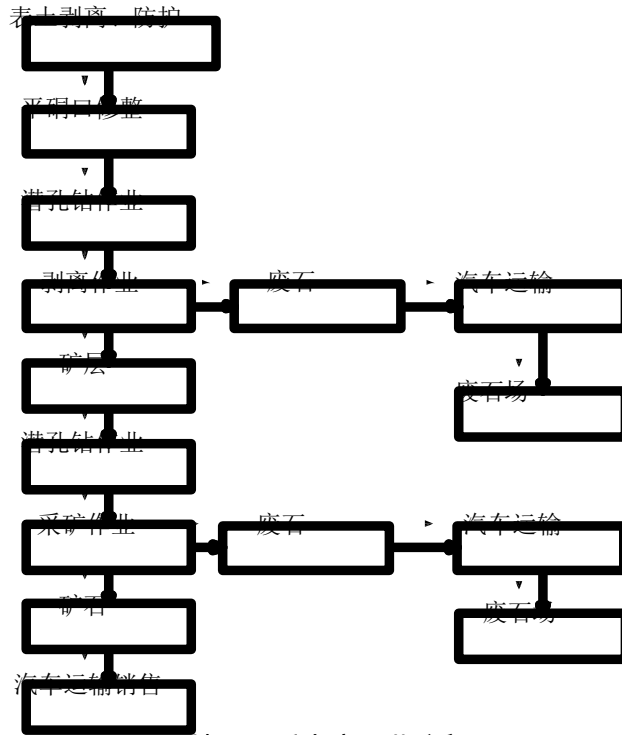 表土剥离、防护
平硐口修整
潜孔钻作业
剥离作业 废石 汽车运输
矿层
废石场
潜孔钻作业
采矿作业 废石 汽车运输
矿石
废石场
汽车运输销售